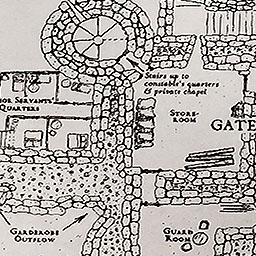 Stairs up to
constable's quarters
& private chapel
OR SERVANTS'
QUARTERS
STORE-
ROOM
GATE
GARDEROBE
OUTFLOW
GUARD
ROOM